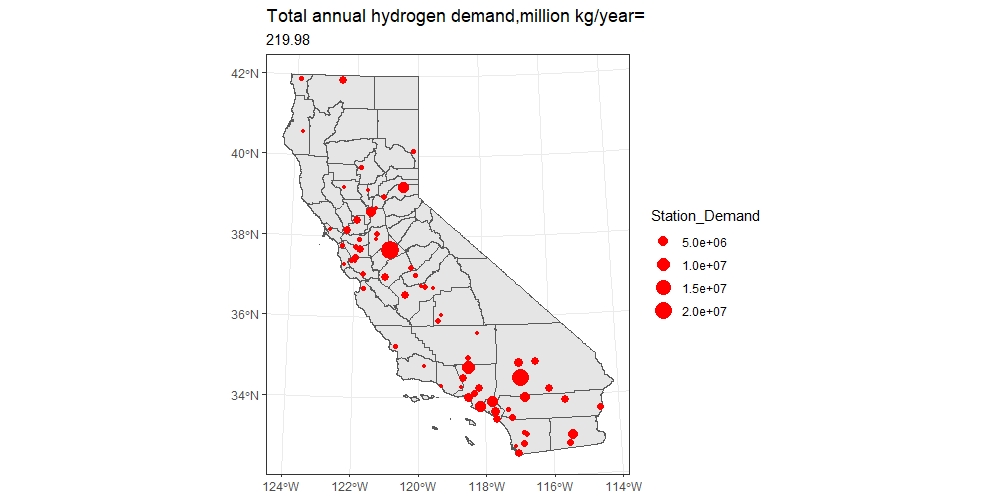 Total annual hydrogen demand,million kg/year=
219.98
42°N
40°N
38°N
36°N
34°N
124°W 122°W 120°W 118°W 116°W 114°W
Station_Demand
5.0e+06
1.0e+07
1.5e+07
2.0e+07